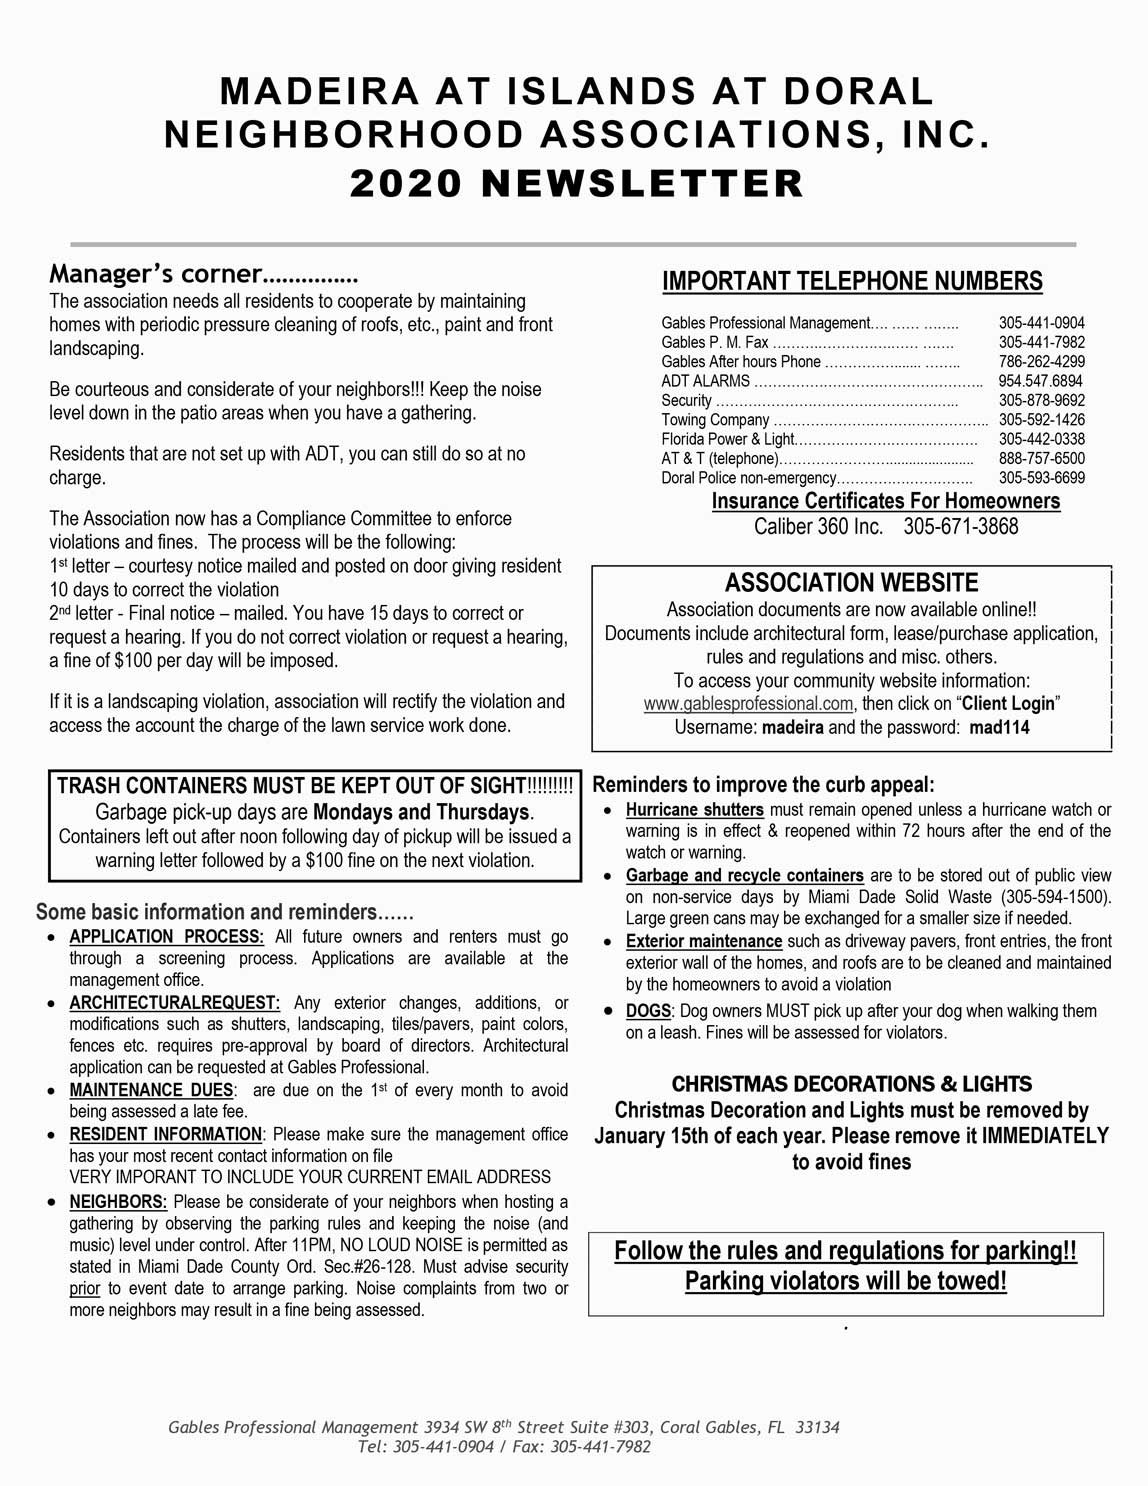 MADEIRA AT ISLANDS AT DORAL
NEIGHBORHOOD ASSOCIATIONS, INC.
2020 NEWSLETTER
Manager's corner……………
The association needs all residents to cooperate by maintaining
homes with periodic pressure cleaning of roofs, etc., paint and front
landscaping.
Be courteous and considerate of your neighbors!!! Keep the noise
level down in the patio areas when you have a gathering.
Residents that are not set up with ADT, you can still do so at no
charge.
The Association now has a Compliance Committee to enforce
violations and fines. The process will be the following:
1st letter – courtesy notice mailed and posted on door giving resident
10 days to correct the violation
2nd letter - Final notice – mailed. You have 15 days to correct or
request a hearing. If you do not correct violation or request a hearing,
a fine of $100 per day will be imposed.
If it is a landscaping violation, association will rectify the violation and
access the account the charge of the lawn service work done.
TRASH CONTAINERS MUST BE KEPT OUT OF SIGHT!!!!!!!!!
Garbage pick-up days are Mondays and Thursdays.
Containers left out after noon following day of pickup will be issued a
warning letter followed by a $100 fine on the next violation.
Some basic information and reminders……
• APPLICATION PROCESS: All future owners and renters must go
through a screening process. Applications are available at the
management office.
• ARCHITECTURALREQUEST: Any exterior changes, additions, or
modifications such as shutters, landscaping, tiles/pavers, paint colors,
fences etc. requires pre-approval by board of directors. Architectural
application can be requested at Gables Professional.
• MAINTENANCE DUES: are due on the 1st of every month to avoid
being assessed a late fee.
• RESIDENT INFORMATION: Please make sure the management office
has your most recent contact information on file
VERY IMPORANT TO INCLUDE YOUR CURRENT EMAIL ADDRESS
• NEIGHBORS: Please be considerate of your neighbors when hosting a
gathering by observing the parking rules and keeping the noise (and
music) level under control. After 11PM, NO LOUD NOISE is permitted as
stated in Miami Dade County Ord. Sec.#26-128. Must advise security
prior to event date to arrange parking. Noise complaints from two or
more neighbors may result in a fine being assessed.
IMPORTANT TELEPHONE NUMBERS
Gables Professional Management…. …… …….. 305-441-0904
Gables P. M. Fax ………..……………..…… ……. 305-441-7982
Gables After hours Phone ……………....... …….. 786-262-4299
ADT ALARMS ………………………………………….. 954.547.6894
Security …………………………………………….. 305-878-9692
Towing Company ……………………………………….. 305-592-1426
Florida Power & Light………………………………… 305-442-0338
AT & T (telephone)……………………...................... 888-757-6500
Doral Police non-emergency……………………….. 305-593-6699
Insurance Certificates For Homeowners
Caliber 360 Inc. 305-671-3868
ASSOCIATION WEBSITE
Association documents are now available online!!
Documents include architectural form, lease/purchase application,
rules and regulations and misc. others.
To access your community website information:
www.gablesprofessional.com, then click on “Client Login”
Username: madeira and the password: mad114
Reminders to improve the curb appeal:
• Hurricane shutters must remain opened unless a hurricane watch or
warning is in effect & reopened within 72 hours after the end of the
watch or warning.
• Garbage and recycle containers are to be stored out of public view
on non-service days by Miami Dade Solid Waste (305-594-1500).
Large green cans may be exchanged for a smaller size if needed.
• Exterior maintenance such as driveway pavers, front entries, the front
exterior wall of the homes, and roofs are to be cleaned and maintained
by the homeowners to avoid a violation
• DOGS: Dog owners MUST pick up after your dog when walking them
on a leash. Fines will be assessed for violators.
CHRISTMAS DECORATIONS & LIGHTS
Christmas Decoration and Lights must be removed by
January 15th of each year. Please remove it IMMEDIATELY
to avoid fines
Follow the rules and regulations for parking!!
Parking violators will be towed!
.
Gables Professional Management 3934 SW 8th Street Suite #303, Coral Gables, FL 33134
Tel: 305-441-0904 / Fax: 305-441-7982